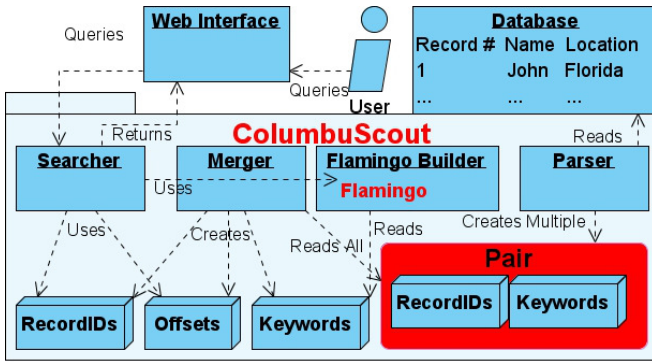 Web Interface
Database
Record # Name Location
1 John Florida
... ... ...
Queries
Queries
User
Returns
ColumbuScout
Reads
Searcher
Merger
Flamingo Builder
Flamingo
Parser
Uses
Uses
Creates
Reads All
Reads
Creates Multiple
Pair
RecordIDs
Keywords
RecordIDs
Offsets
Keywords